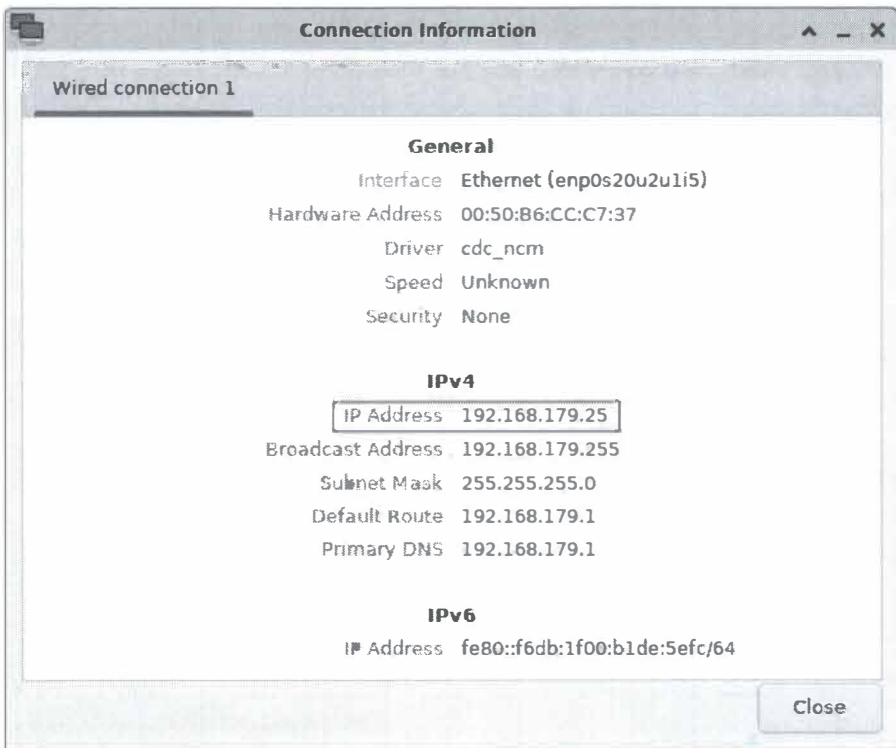 Connection Information
Wired connection 1
General
Interface Ethernet (enp0s20u2u1i5)
Hardware Address 00:50:B6:CC:C7:37
Driver cdc_ncm
Speed Unknown
Security None
IPv4
IP Address 192.168.179.25
Broadcast Address 192.168.179.255
Subnet Mask 255.255.255.0
Default Route 192.168.179.1
Primary DNS 192.168.179.1
IPv6
IP Address fe80::f6db:1f00:b1de:5efc/64
Close